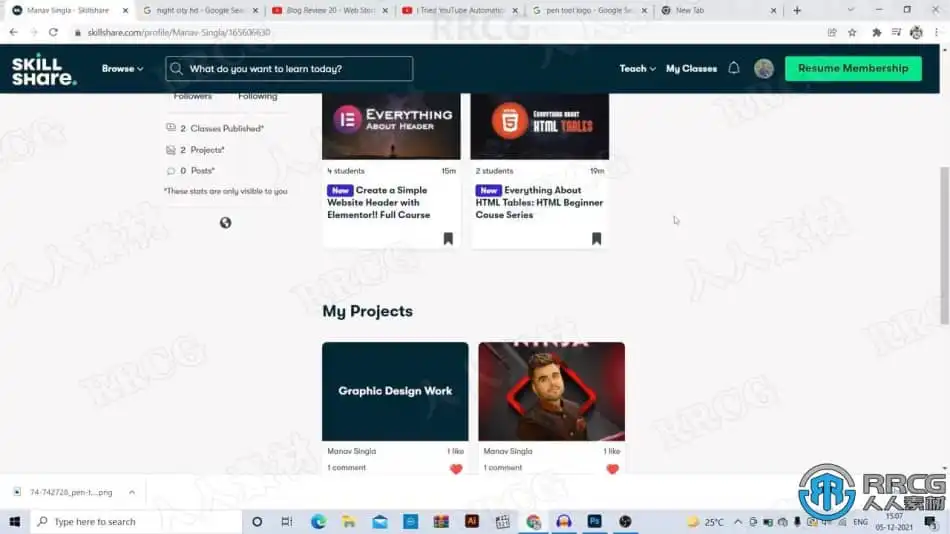 Manav Singla - Skillshare
night city hd - Google Sea
Blog Review 20 - Web Stori
I Tried YouTube Automatio
pen tool logo - Google Sea
New Tab
skillshare.com/profile/Manav-Singla/165606630
SKILL
SHARE.
Browse
What do you want to learn today?
Teach
My Classes
Resume Membership
Followers
Following
2 Classes Published*
2 Projects*
0 Posts*
*These stats are only visible to you
EVERYTHING
ABOUT HEADER
4 students
15m
New Create a Simple
Website Header with
Elementor!! Full Course
EVERYTHING ABOUT
HTML TABLES
2 students
19m
New Everything About
HTML Tables: HTML Beginner
Couse Series
My Projects
Graphic Design Work
Manav Singla
1 like
1 comment
NINJA
Manav Singla
1 like
1 comment
74-742728_pen-t....png
Type here to search
Ai
Ps
25°C
ENG
15:07
05-12-2021
RRCG
人人素材